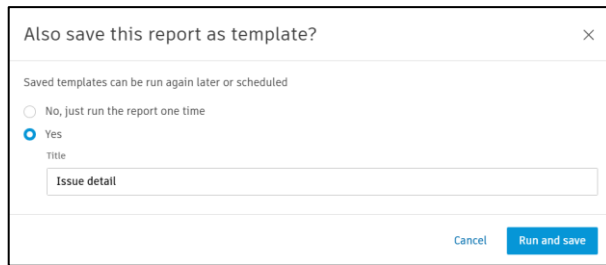 Also save this report as template?
Saved templates can be run again later or scheduled
No, just run the report one time
Yes
Title
Issue detail
Cancel
Run and save